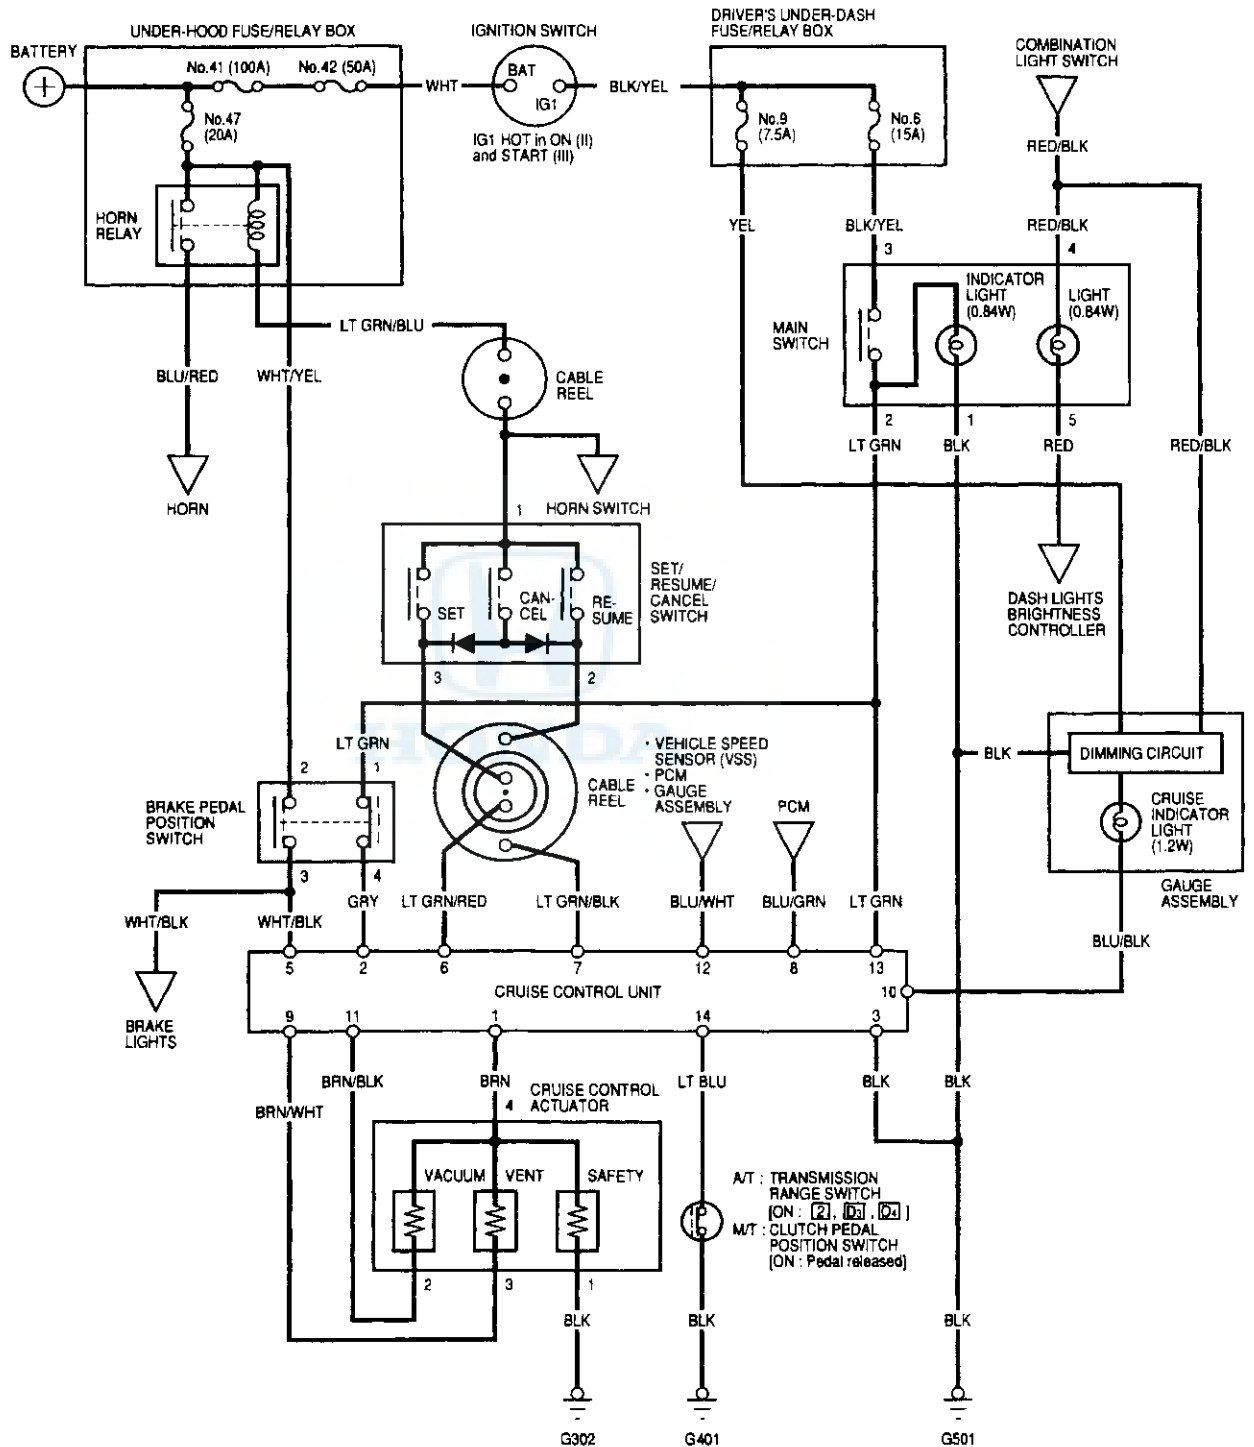 UNDER-HOOD FUSE/RELAY BOX
IGNITION SWITCH
DRIVER'S UNDER-DASH
FUSE/RELAY BOX
BATTERY
COMBINATION
LIGHT SWITCH
No.41 (100A)
No.42 (50A)
WHT
BAT
IG1
BLK/YEL
IG1 HOT in ON (II)
and START (III)
No.47
(20A)
No.9
(7.5A)
No.6
(15A)
RED/BLK
HORN
RELAY
YEL
BLK/YEL
RED/BLK
3
4
INDICATOR
LIGHT
(0.84W)
LIGHT
(0.84W)
MAIN
SWITCH
LT GRN/BLU
BLU/RED
WHT/YEL
CABLE
REEL
2
1
5
LT GRN
BLK
RED
RED/BLK
HORN
HORN SWITCH
1
SET
CAN-
CEL
RE-
SUME
SET/
RESUME/
CANCEL
SWITCH
DASH LIGHTS
BRIGHTNESS
CONTROLLER
3
2
HONDA
LT GRN
2
1
BRAKE PEDAL
POSITION
SWITCH
3
4
CABLE
REEL
• VEHICLE SPEED
SENSOR (VSS)
• PCM
• GAUGE
ASSEMBLY
PCM
BLK
DIMMING CIRCUIT
CRUISE
INDICATOR
LIGHT
(1.2W)
GAUGE
ASSEMBLY
WHT/BLK
WHT/BLK
GRY
LT GRN/RED
LT GRN/BLK
BLU/WHT
BLU/GRN
LT GRN
BLU/BLK
5
2
6
7
12
8
13
CRUISE CONTROL UNIT
10
9
11
1
14
3
BRAKE
LIGHTS
BRN/BLK
BRN
LT BLU
BLK
BLK
BRN/WHT
4
CRUISE CONTROL
ACTUATOR
VACUUM
VENT
SAFETY
A/T : TRANSMISSION
RANGE SWITCH
[ON : 2 , D3 , D4 ]
M/T : CLUTCH PEDAL
POSITION SWITCH
[ON : Pedal released]
2
3
1
BLK
BLK
BLK
G302
G401
G501